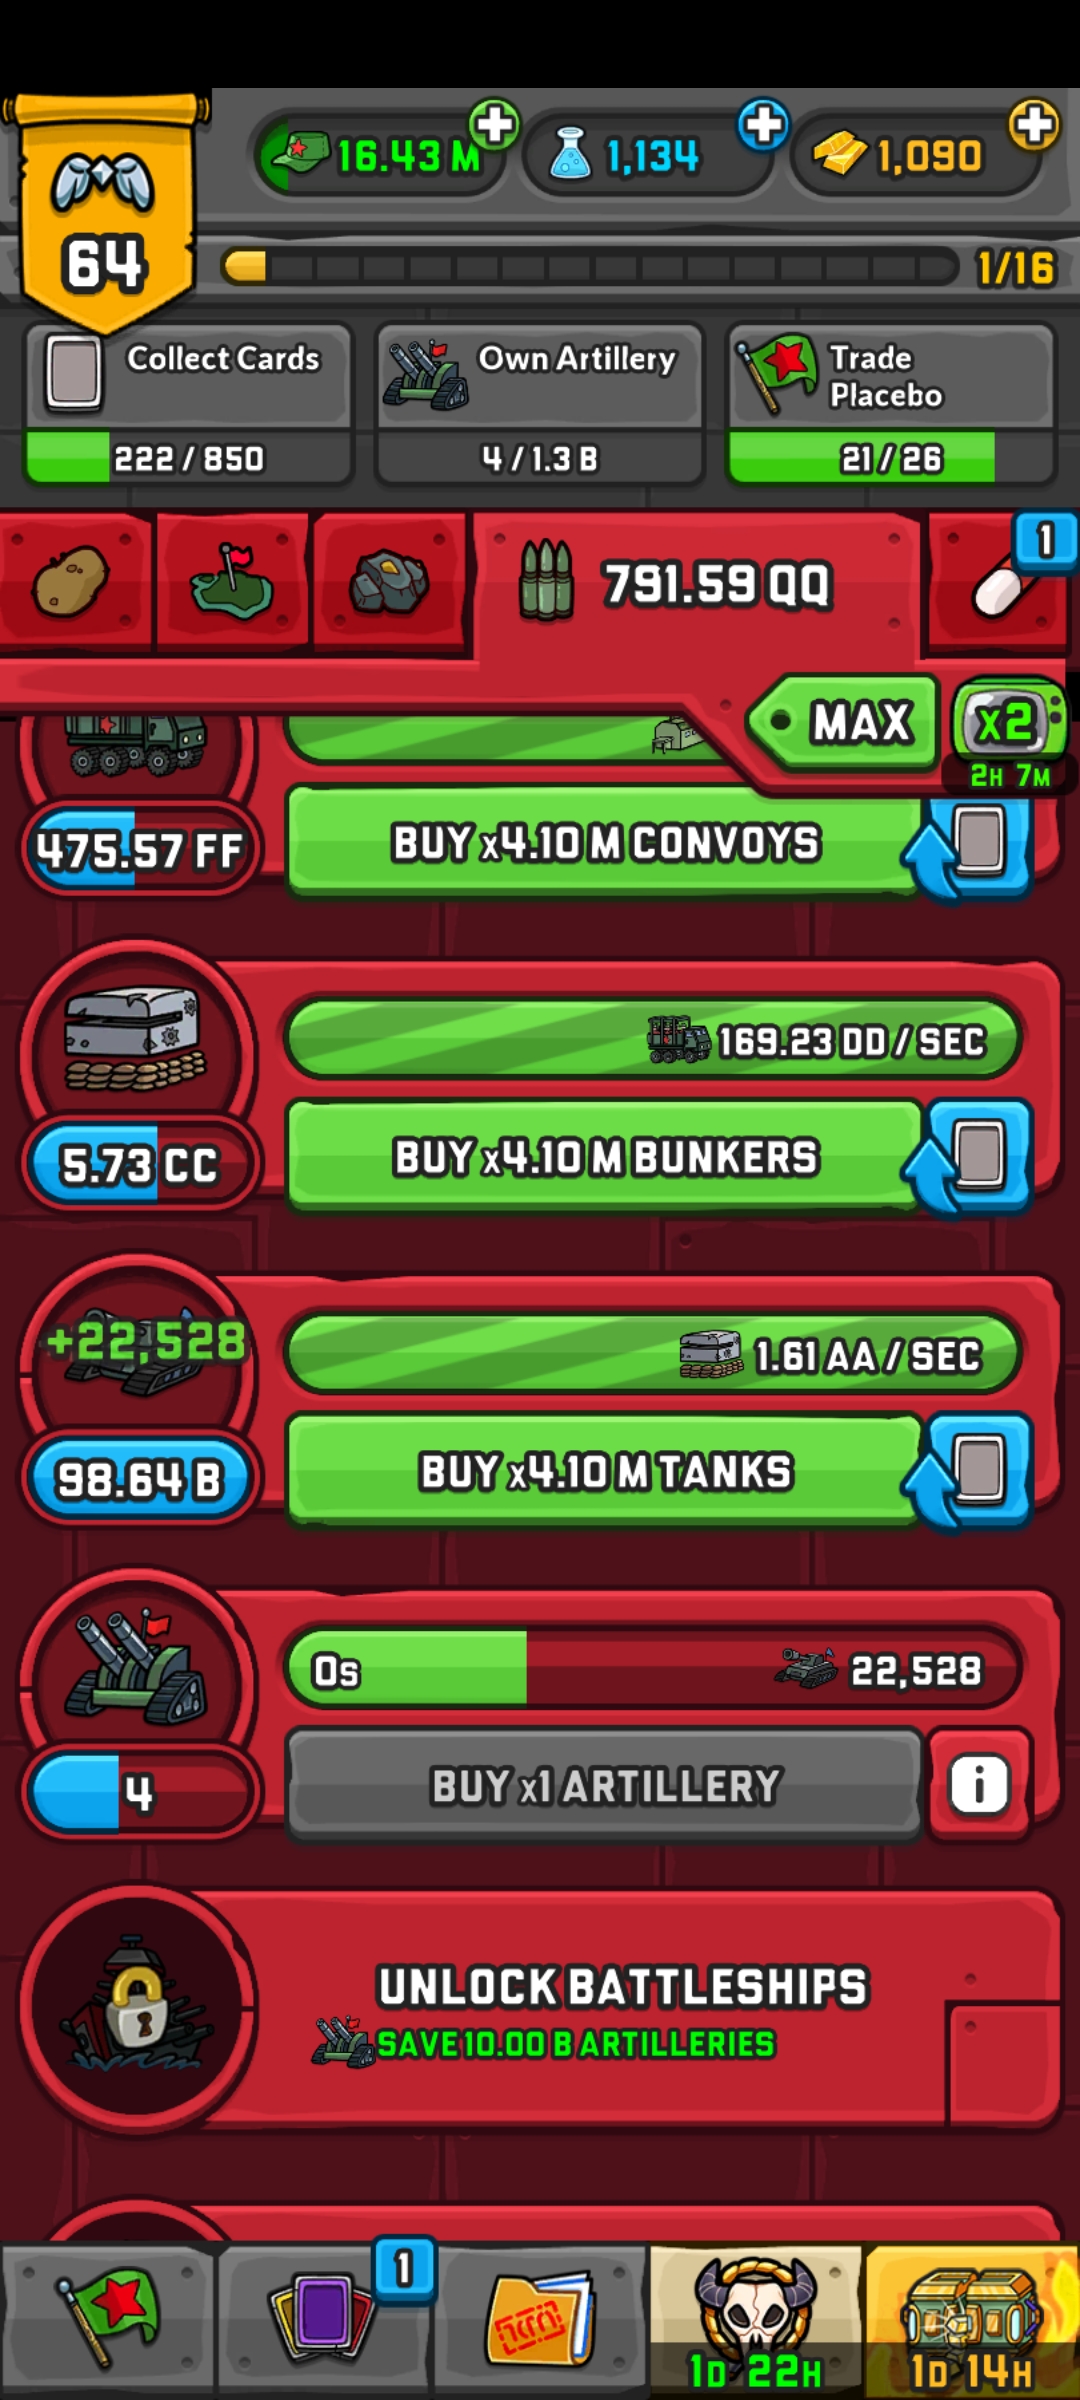 16.43 M
1,134
1,090
64
1/16
Collect Cards
222 / 850
Own Artillery
4 / 1.3 B
Trade
Placebo
21 / 26
791.59 QQ
1
MAX
x2
2H 7M
475.57 FF
BUY x4.10 M CONVOYS
169.23 DD / SEC
5.73 CC
BUY x4.10 M BUNKERS
+22,528
1.61 AA / SEC
98.64 B
BUY x4.10 M TANKS
0s
22,528
4
BUY x1 ARTILLERY
i
UNLOCK BATTLESHIPS
SAVE 10.00 B ARTILLERIES
1
1D 22H
1D 14H